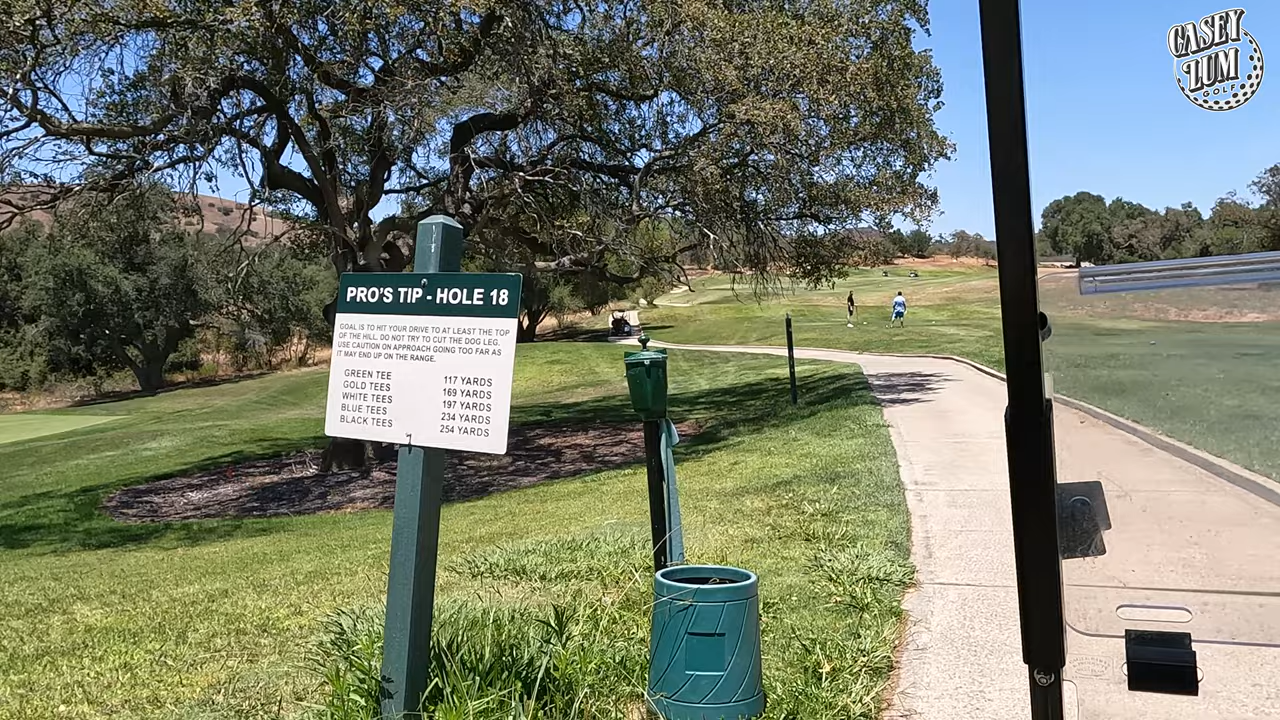 CASEY
LUM
GOLF
PRO'S TIP - HOLE 18
GOAL IS TO HIT YOUR DRIVE TO AT LEAST THE TOP
OF THE HILL. DO NOT TRY TO CUT THE DOG LEG.
USE CAUTION ON APPROACH GOING TOO FAR AS
IT MAY END UP ON THE RANGE.
GREEN TEE 117 YARDS
GOLD TEES 169 YARDS
WHITE TEES 197 YARDS
BLUE TEES 234 YARDS
BLACK TEES 254 YARDS